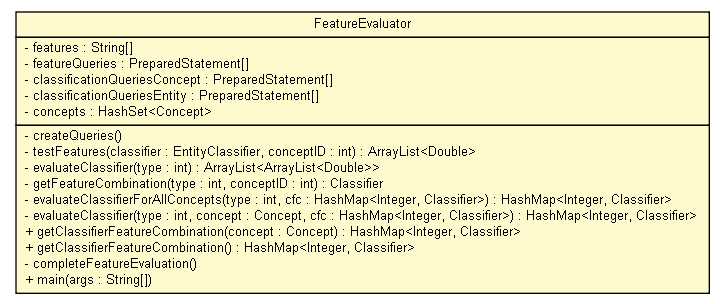 FeatureEvaluator
- features : String[]
- featureQueries : PreparedStatement[]
- classificationQueriesConcept : PreparedStatement[]
- classificationQueriesEntity : PreparedStatement[]
- concepts : HashSet<Concept>
- createQueries()
- testFeatures(classifier : EntityClassifier, conceptID : int) : ArrayList<Double>
- evaluateClassifier(type : int) : ArrayList<ArrayList<Double>>
- getFeatureCombination(type : int, conceptID : int) : Classifier
- evaluateClassifierForAllConcepts(type : int, cfc : HashMap<Integer, Classifier>) : HashMap<Integer, Classifier>
- evaluateClassifier(type : int, concept : Concept, cfc : HashMap<Integer, Classifier>) : HashMap<Integer, Classifier>
+ getClassifierFeatureCombination(concept : Concept) : HashMap<Integer, Classifier>
+ getClassifierFeatureCombination() : HashMap<Integer, Classifier>
- completeFeatureEvaluation()
+ main(args : String[])